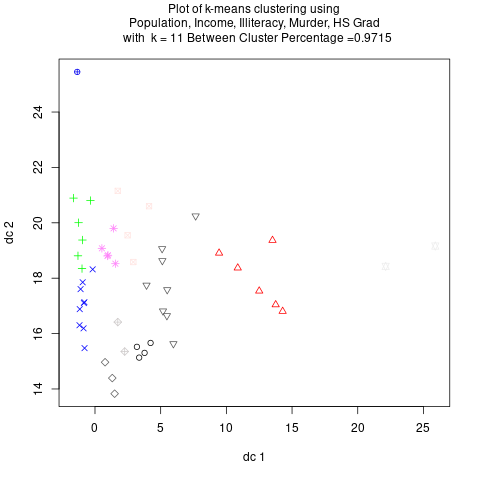 Plot of k-means clustering using
Population, Income, Illiteracy, Murder, HS Grad
with k = 11 Between Cluster Percentage =0.9715
24
22
20
18
16
14
dc 2
0 5 10 15 20 25
dc 1